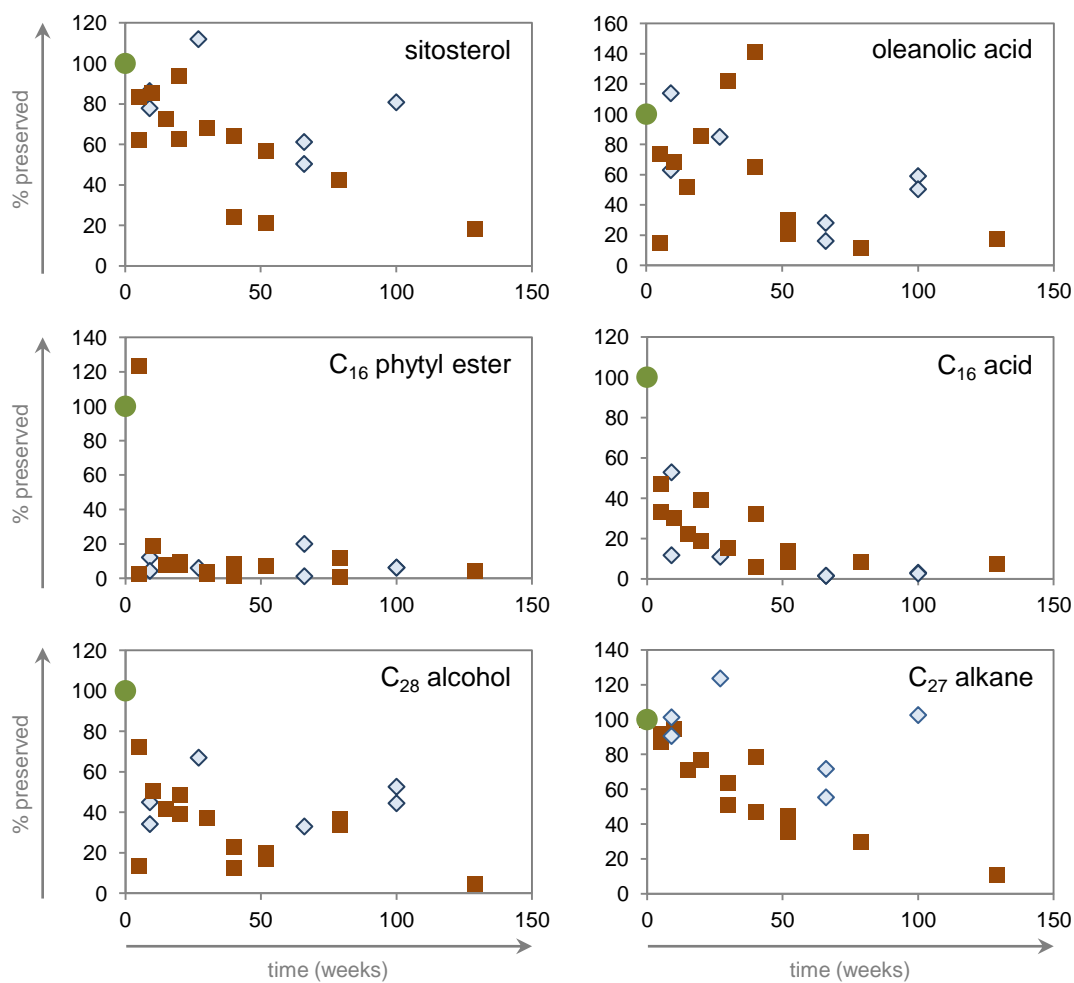 sitosterol
% preserved
120
100
80
60
40
20
0
0 50 100 150
oleanolic acid
160
140
120
100
80
60
40
20
0
0 50 100 150
C₁₆ phytyl ester
% preserved
140
120
100
80
60
40
20
0
0 50 100 150
C₁₆ acid
120
100
80
60
40
20
0
0 50 100 150
C₂₈ alcohol
% preserved
120
100
80
60
40
20
0
0 50 100 150
time (weeks)
C₂₇ alkane
140
120
100
80
60
40
20
0
0 50 100 150
time (weeks)